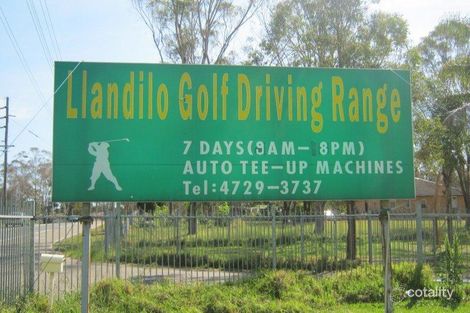 Llandilo Golf Driving Range
7 DAYS(9AM-8PM)
AUTO TEE-UP MACHINES
Tel:4729-3737
cotality